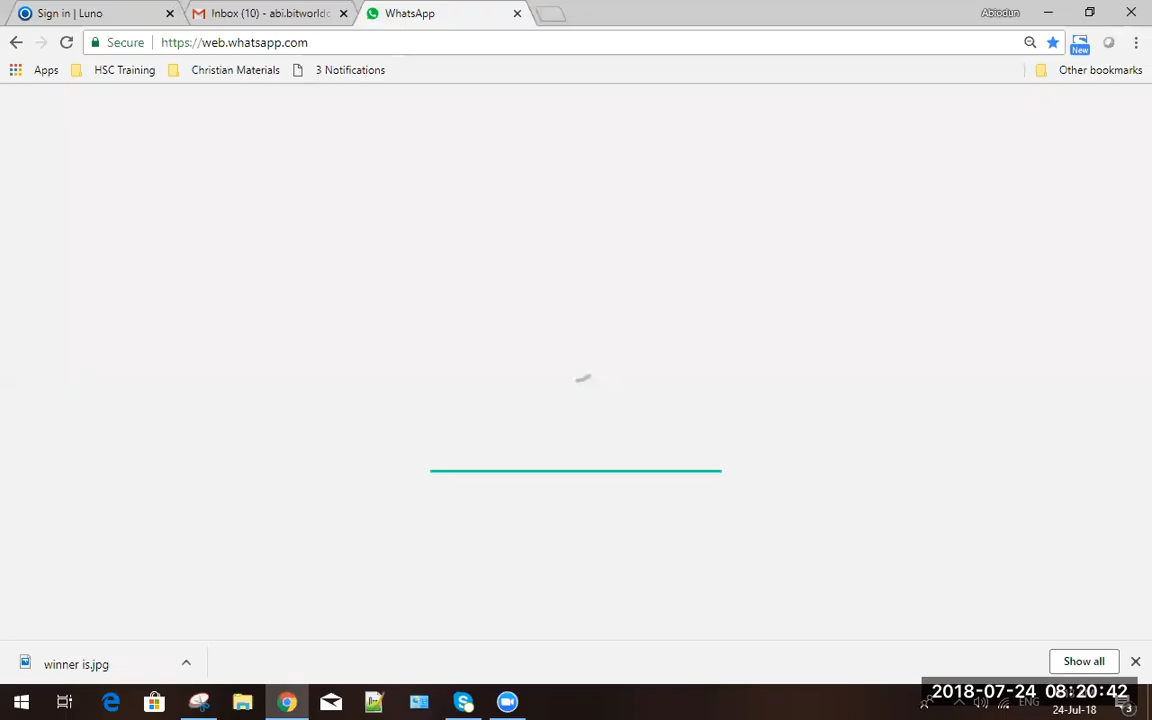 Sign in | Luno
Inbox (10) - abi.bitworldc
WhatsApp
Abiodun
Secure
https://web.whatsapp.com
New
Apps
HSC Training
Christian Materials
3 Notifications
Other bookmarks
winner is.jpg
Show all
2018-07-24 08:20:42
ENG
24-Jul-18
3